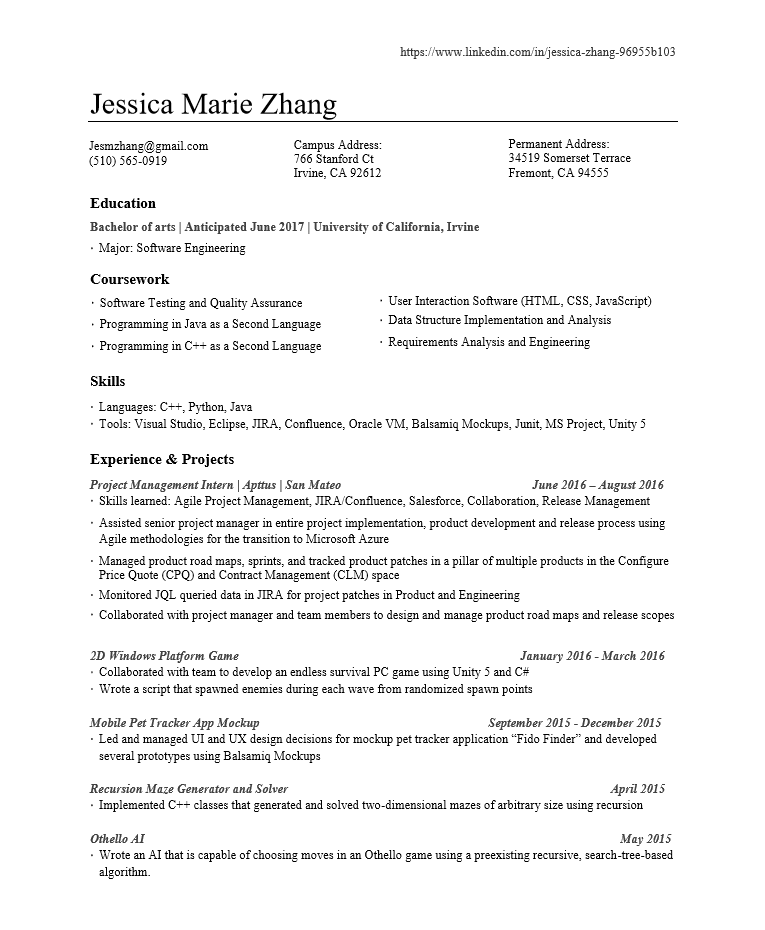 https://www.linkedin.com/in/jessica-zhang-96955b103
Jessica Marie Zhang
Jesmzhang@gmail.com
(510) 565-0919
Campus Address:
766 Stanford Ct
Irvine, CA 92612
Permanent Address:
34519 Somerset Terrace
Fremont, CA 94555
Education
Bachelor of arts | Anticipated June 2017 | University of California, Irvine
· Major: Software Engineering
Coursework
· Software Testing and Quality Assurance
· Programming in Java as a Second Language
· Programming in C++ as a Second Language
· User Interaction Software (HTML, CSS, JavaScript)
· Data Structure Implementation and Analysis
· Requirements Analysis and Engineering
Skills
· Languages: C++, Python, Java
· Tools: Visual Studio, Eclipse, JIRA, Confluence, Oracle VM, Balsamiq Mockups, Junit, MS Project, Unity 5
Experience & Projects
Project Management Intern | Apttus | San Mateo June 2016 – August 2016
· Skills learned: Agile Project Management, JIRA/Confluence, Salesforce, Collaboration, Release Management
· Assisted senior project manager in entire project implementation, product development and release process using
Agile methodologies for the transition to Microsoft Azure
· Managed product road maps, sprints, and tracked product patches in a pillar of multiple products in the Configure
Price Quote (CPQ) and Contract Management (CLM) space
· Monitored JQL queried data in JIRA for project patches in Product and Engineering
· Collaborated with project manager and team members to design and manage product road maps and release scopes
2D Windows Platform Game January 2016 - March 2016
· Collaborated with team to develop an endless survival PC game using Unity 5 and C#
· Wrote a script that spawned enemies during each wave from randomized spawn points
Mobile Pet Tracker App Mockup September 2015 - December 2015
· Led and managed UI and UX design decisions for mockup pet tracker application “Fido Finder” and developed
several prototypes using Balsamiq Mockups
Recursion Maze Generator and Solver April 2015
· Implemented C++ classes that generated and solved two-dimensional mazes of arbitrary size using recursion
Othello AI May 2015
· Wrote an AI that is capable of choosing moves in an Othello game using a preexisting recursive, search-tree-based
algorithm.